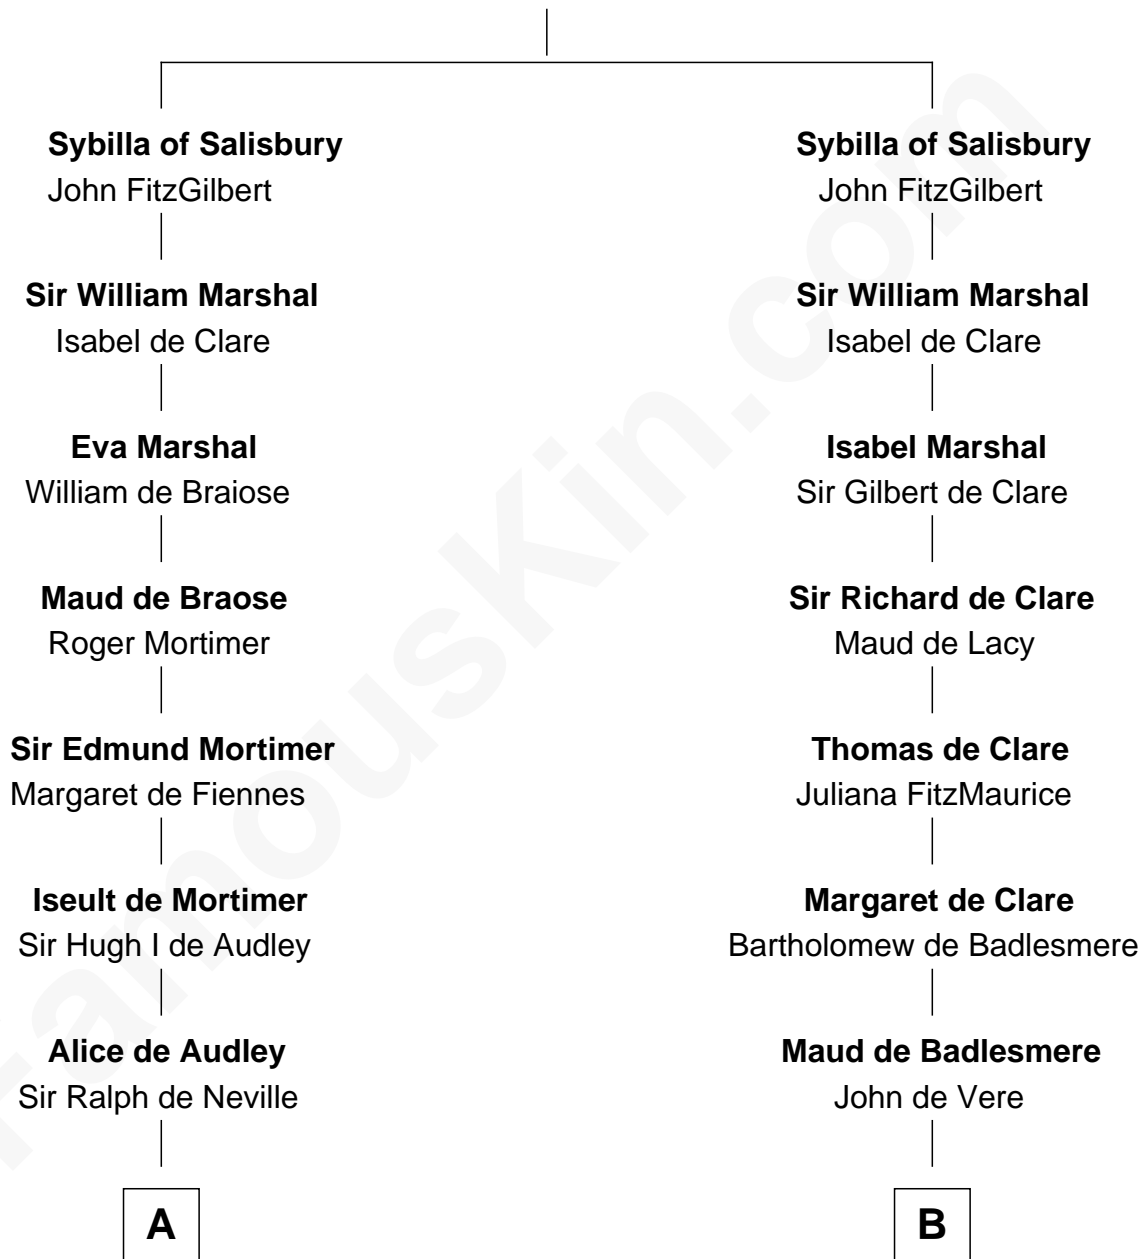 Sybilla of Salisbury
John FitzGilbert
Sir William Marshal
Isabel de Clare
Eva Marshal
William de Braiose
Maud de Braose
Roger Mortimer
Sir Edmund Mortimer
Margaret de Fiennes
Iseult de Mortimer
Sir Hugh I de Audley
Alice de Audley
Sir Ralph de Neville
A
Sybilla of Salisbury
John FitzGilbert
Sir William Marshal
Isabel de Clare
Isabel Marshal
Sir Gilbert de Clare
Sir Richard de Clare
Maud de Lacy
Thomas de Clare
Juliana FitzMaurice
Margaret de Clare
Bartholomew de Badlesmere
Maud de Badlesmere
John de Vere
B
FamousKin.com